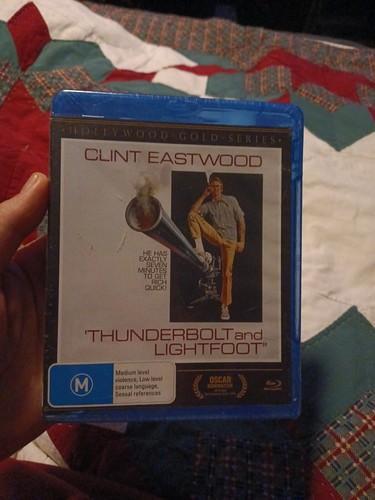 HOLLYWOOD GOLD SERIES
CLINT EASTWOOD
HE HAS
EXACTLY
SEVEN
MINUTES
TO GET
RICH
QUICK!
"THUNDERBOLT and
LIGHTFOOT"
M
Medium level
violence, Low level
coarse language,
Sexual references
OSCAR
NOMINATED